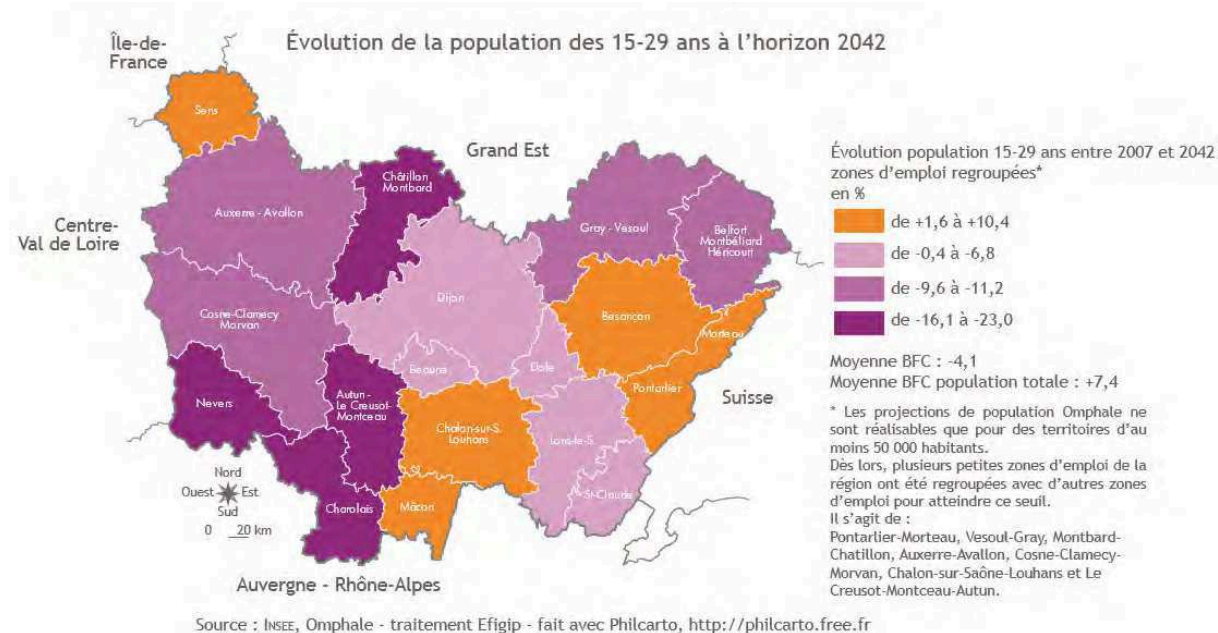 Île-de-
France
Évolution de la population des 15-29 ans à l'horizon 2042
Sens
Grand Est
Châtillon
Montbard
Auxerre - Avallon
Centre-
Val de Loire
Gray - Vesoul
Belfort
Montbéliard
Héricourt
Dijon
Cosne-Clamecy
Morvan
Besançon
Morteau
Beaune
Dole
Pontarlier
Suisse
Nevers
Autun -
Le Creusot-
Montceau
Chalon-sur-S.
Louhans
Lons-le-S.
St-Claude
Charolais
Mâcon
Nord
Ouest Est
Sud
0 20 km
Auvergne - Rhône-Alpes
Évolution population 15-29 ans entre 2007 et 2042
zones d'emploi regroupées*
en %
de +1,6 à +10,4
de -0,4 à -6,8
de -9,6 à -11,2
de -16,1 à -23,0
Moyenne BFC : -4,1
Moyenne BFC population totale : +7,4
* Les projections de population Omphale ne
sont réalisables que pour des territoires d'au
moins 50 000 habitants.
Dès lors, plusieurs petites zones d'emploi de la
région ont été regroupées avec d'autres zones
d'emploi pour atteindre ce seuil.
Il s'agit de :
Pontarlier-Morteau, Vesoul-Gray, Montbard-
Chatillon, Auxerre-Avallon, Cosne-Clamecy-
Morvan, Chalon-sur-Saône-Louhans et Le
Creusot-Montceau-Autun.
Source : INSEE, Omphale - traitement Efigip - fait avec Philcarto, http://philcarto.free.fr